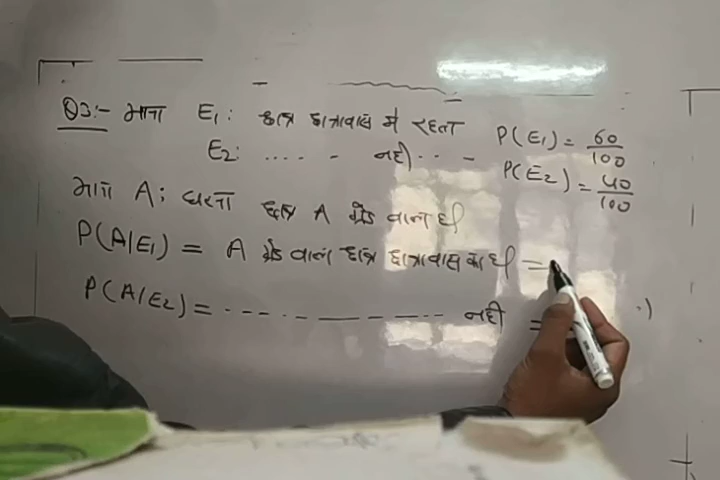 Q3:- माना E₁: छात्र छात्रावास में रहता P(E₁) = 60/100
E₂: .... - नही.. - P(E₂) = 40/100
माना A: घटना छात्र A ग्रेड वाला है
P(A/E₁) = A ग्रेड वाला छात्र छात्रावास का है =
P(A/E₂) = - - - - - - - - - नही =